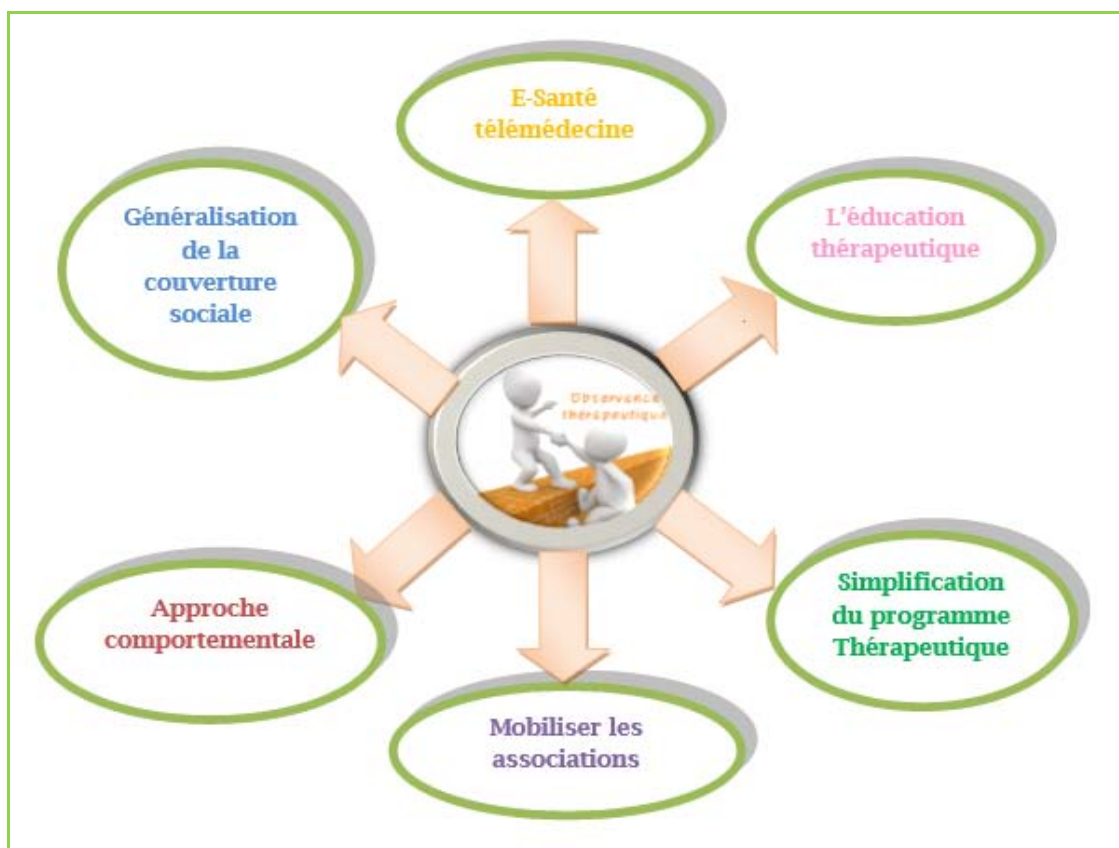 E-Santé
télémédecine
L'éducation
thérapeutique
Généralisation
de la
couverture
sociale
Observance
thérapeutique
Simplification
du programme
Thérapeutique
Approche
comportementale
Mobiliser les
associations